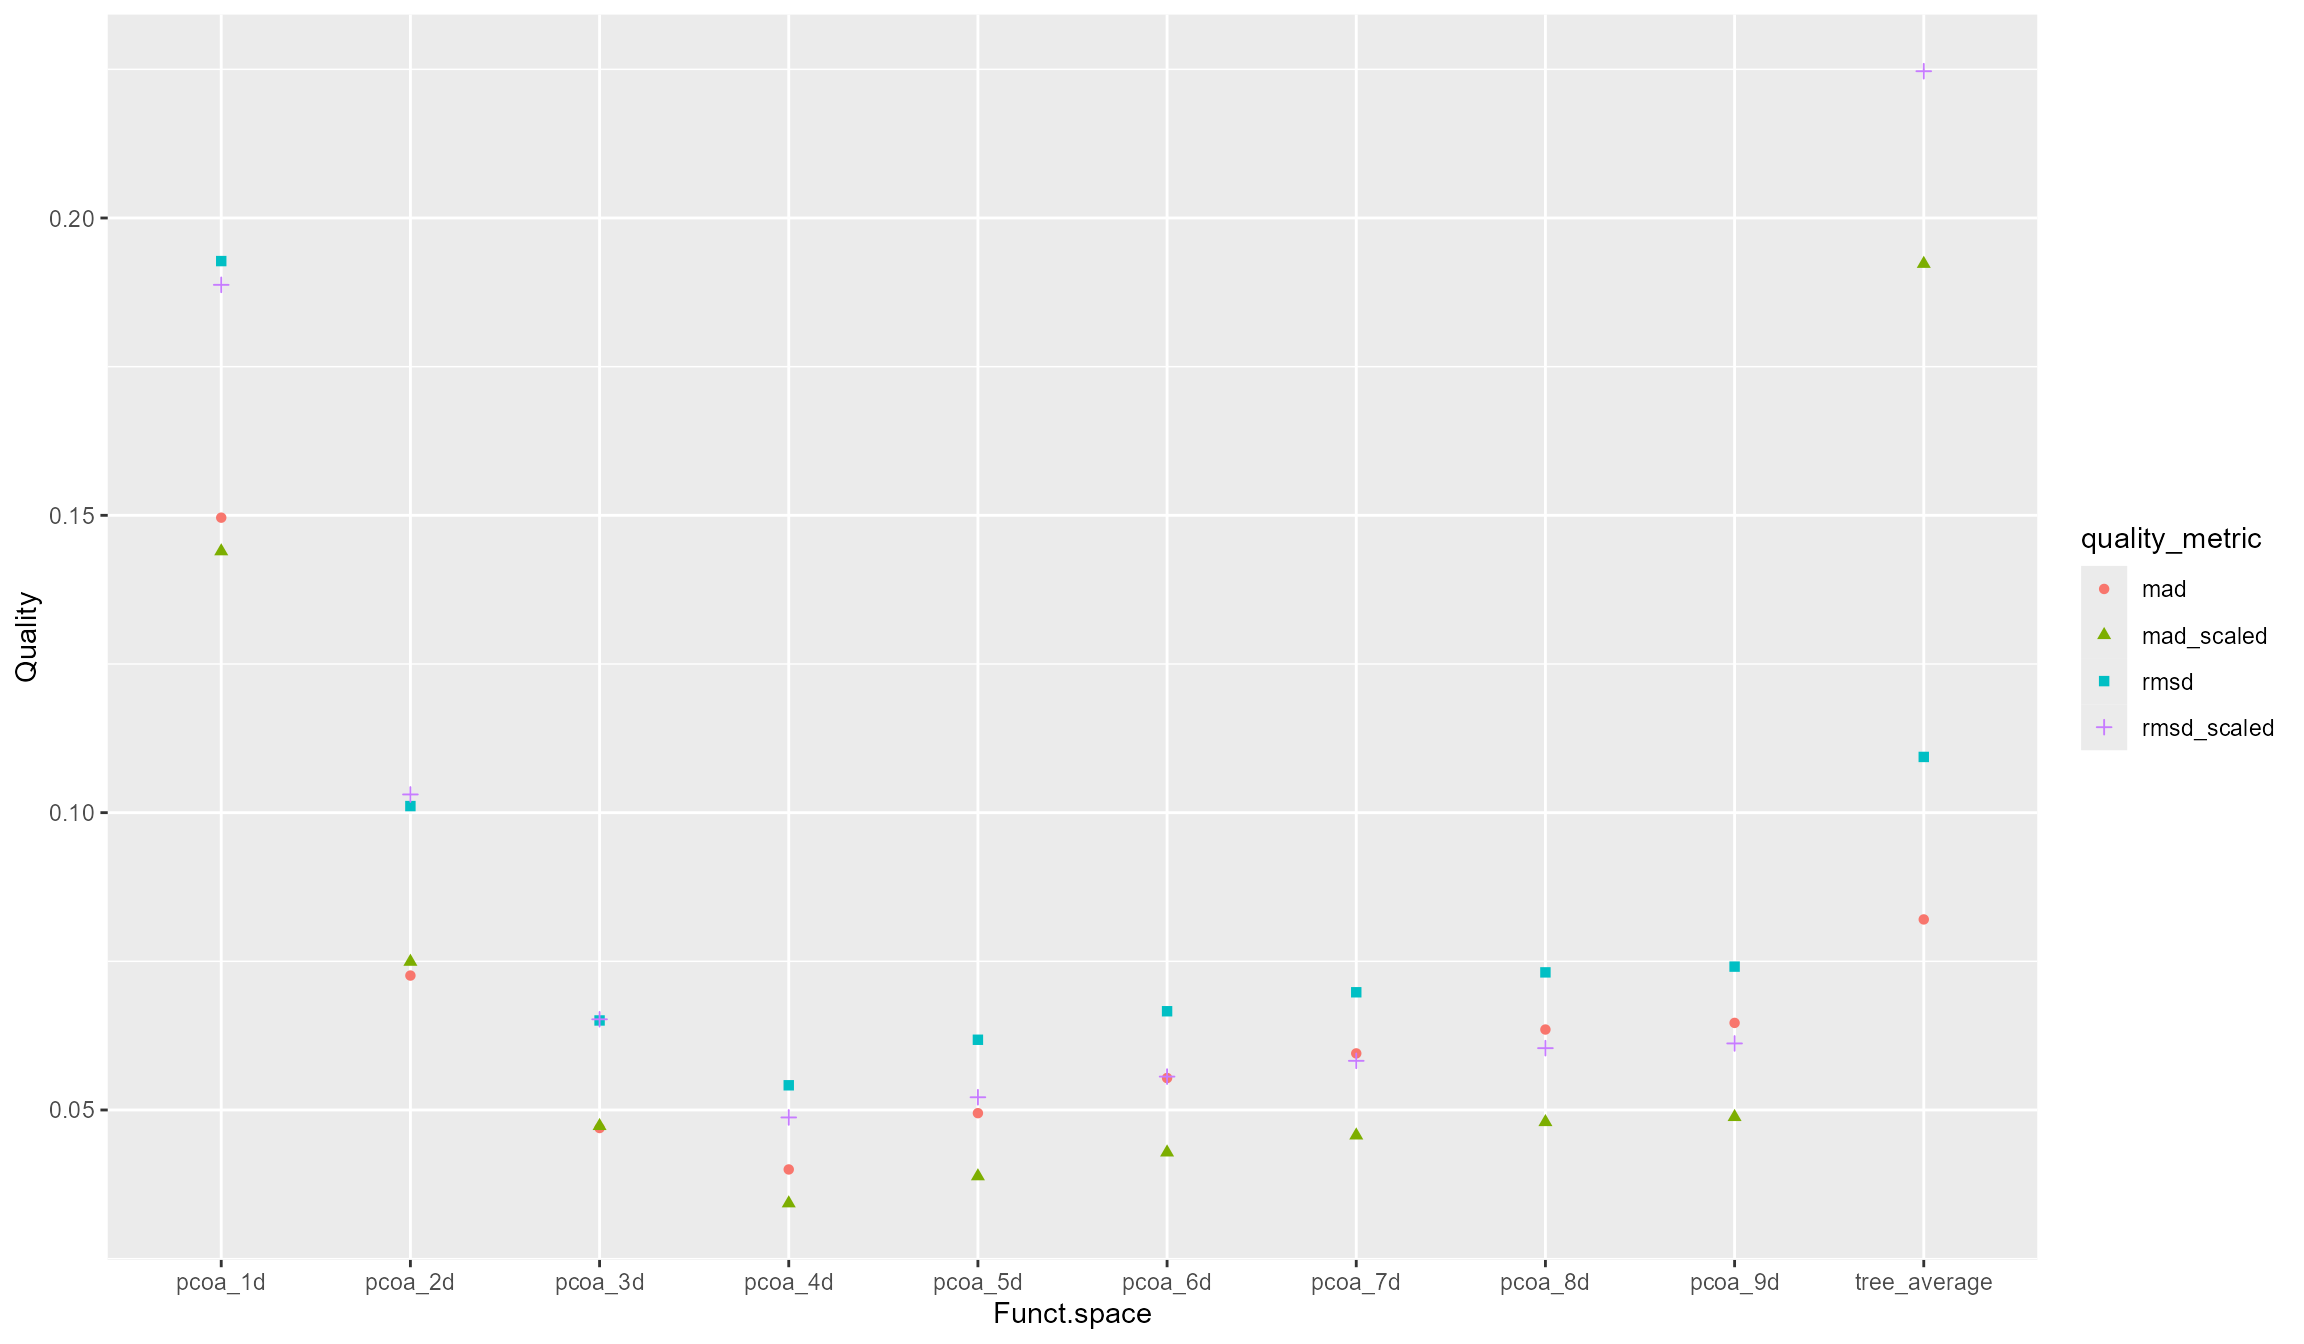 Quality
0.20
0.15
0.10
0.05
pcoa_1d pcoa_2d pcoa_3d pcoa_4d pcoa_5d pcoa_6d pcoa_7d pcoa_8d pcoa_9d tree_average
Funct.space
quality_metric
mad
mad_scaled
rmsd
rmsd_scaled